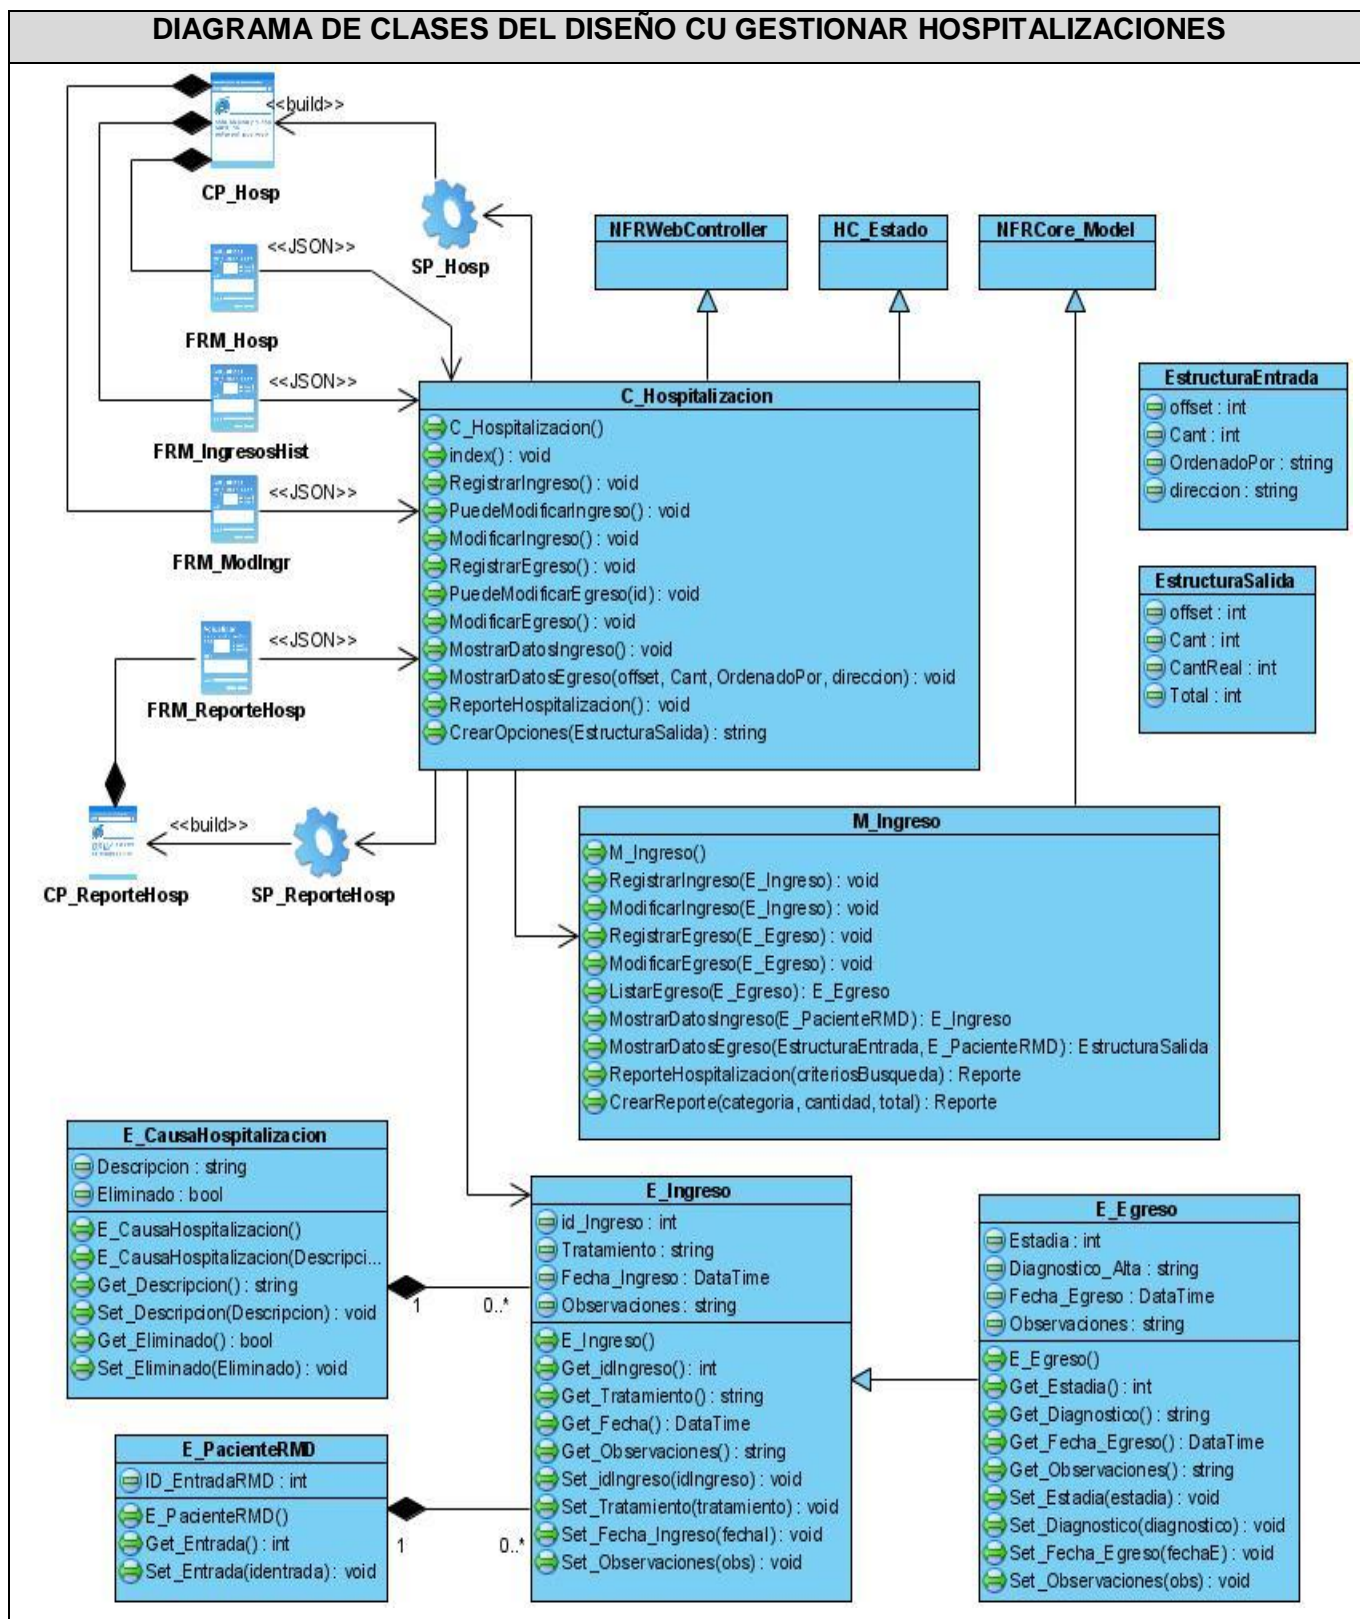 DIAGRAMA DE CLASES DEL DISEÑO CU GESTIONAR HOSPITALIZACIONES
<<build>>
CP_Hosp
SP_Hosp
<<JSON>>
FRM_Hosp
<<JSON>>
FRM_IngresosHist
<<JSON>>
FRM_ModIngr
<<JSON>>
FRM_ReporteHosp
<<build>>
CP_ReporteHosp
SP_ReporteHosp
NFRWebController
HC_Estado
NFRCore_Model
C_Hospitalizacion
C_Hospitalizacion()
index() : void
RegistrarIngreso() : void
PuedeModificarIngreso() : void
ModificarIngreso() : void
RegistrarEgreso() : void
PuedeModificarEgreso(id) : void
ModificarEgreso() : void
MostrarDatosIngreso() : void
MostrarDatosEgreso(offset, Cant, OrdenadoPor, direccion) : void
ReporteHospitalizacion() : void
CrearOpciones(EstructuraSalida) : string
EstructuraEntrada
offset : int
Cant : int
OrdenadoPor : string
direccion : string
EstructuraSalida
offset : int
Cant : int
CantReal : int
Total : int
M_Ingreso
M_Ingreso()
RegistrarIngreso(E_Ingreso) : void
ModificarIngreso(E_Ingreso) : void
RegistrarEgreso(E_Egreso) : void
ModificarEgreso(E_Egreso) : void
ListarEgreso(E_Egreso) : E_Egreso
MostrarDatosIngreso(E_PacienteRMD) : E_Ingreso
MostrarDatosEgreso(EstructuraEntrada, E_PacienteRMD) : EstructuraSalida
ReporteHospitalizacion(criteriosBusqueda) : Reporte
CrearReporte(categoria, cantidad, total) : Reporte
E_CausaHospitalizacion
Descripcion : string
Eliminado : bool
E_CausaHospitalizacion()
E_CausaHospitalizacion(Descripci...
Get_Descripcion() : string
Set_Descripcion(Descripcion) : void
Get_Eliminado() : bool
Set_Eliminado(Eliminado) : void
1
0..*
E_PacienteRMD
ID_EntradaRMD : int
E_PacienteRMD()
Get_Entrada() : int
Set_Entrada(identrada) : void
1
0..*
E_Ingreso
id_Ingreso : int
Tratamiento : string
Fecha_Ingreso : DataTime
Observaciones : string
E_Ingreso()
Get_idIngreso() : int
Get_Tratamiento() : string
Get_Fecha() : DataTime
Get_Observaciones() : string
Set_idIngreso(idIngreso) : void
Set_Tratamiento(tratamiento) : void
Set_Fecha_Ingreso(fechaI) : void
Set_Observaciones(obs) : void
E_Egreso
Estadia : int
Diagnostico_Alta : string
Fecha_Egreso : DataTime
Observaciones : string
E_Egreso()
Get_Estadia() : int
Get_Diagnostico() : string
Get_Fecha_Egreso() : DataTime
Get_Observaciones() : string
Set_Estadia(estadia) : void
Set_Diagnostico(diagnostico) : void
Set_Fecha_Egreso(fechaE) : void
Set_Observaciones(obs) : void